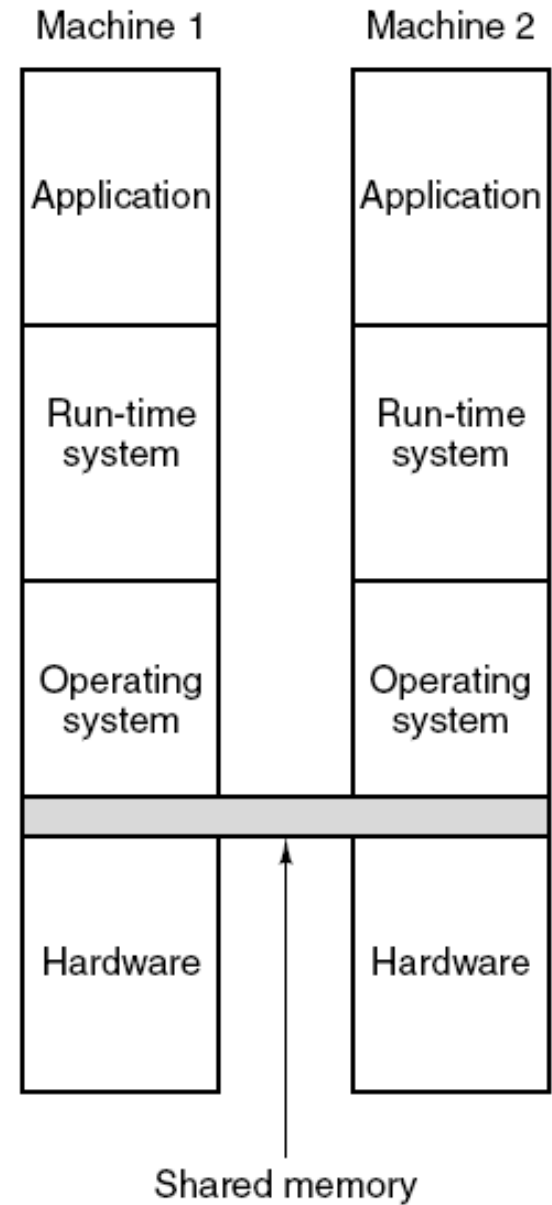 Machine 1
Machine 2
Application
Application
Run-time
system
Run-time
system
Operating
system
Operating
system
Hardware
Hardware
Shared memory